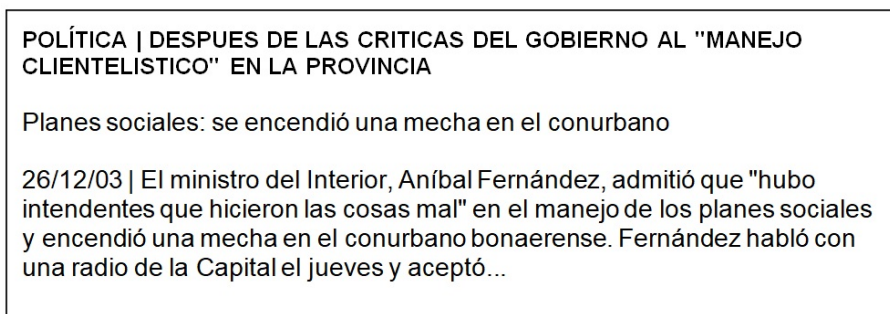 POLÍTICA | DESPUES DE LAS CRITICAS DEL GOBIERNO AL "MANEJO
CLIENTELISTICO" EN LA PROVINCIA
Planes sociales: se encendió una mecha en el conurbano
26/12/03 | El ministro del Interior, Aníbal Fernández, admitió que "hubo
intendentes que hicieron las cosas mal" en el manejo de los planes sociales
y encendió una mecha en el conurbano bonaerense. Fernández habló con
una radio de la Capital el jueves y aceptó...